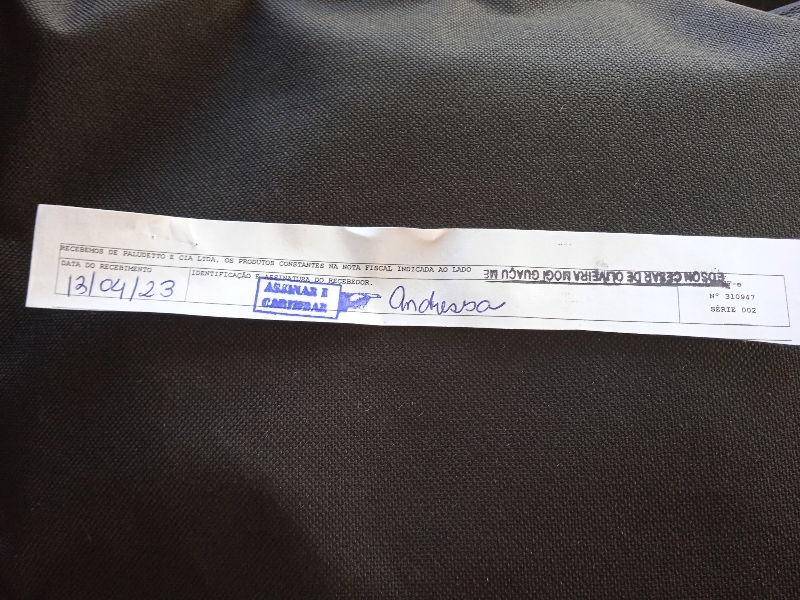 RECEBEMOS DE PALUDETTO E CIA LTDA, OS PRODUTOS CONSTANTES NA NOTA FISCAL INDICADA AO LADO
EDSON CESAR DE OLIVEIRA MOGI GUAÇU ME
DATA DO RECEBIMENTO
13/04/23
IDENTIFICAÇÃO E ASSINATURA DO RECEBEDOR.
ASSINAR E
CARIMBAR
Andressa
Nº 310947
SÉRIE 002